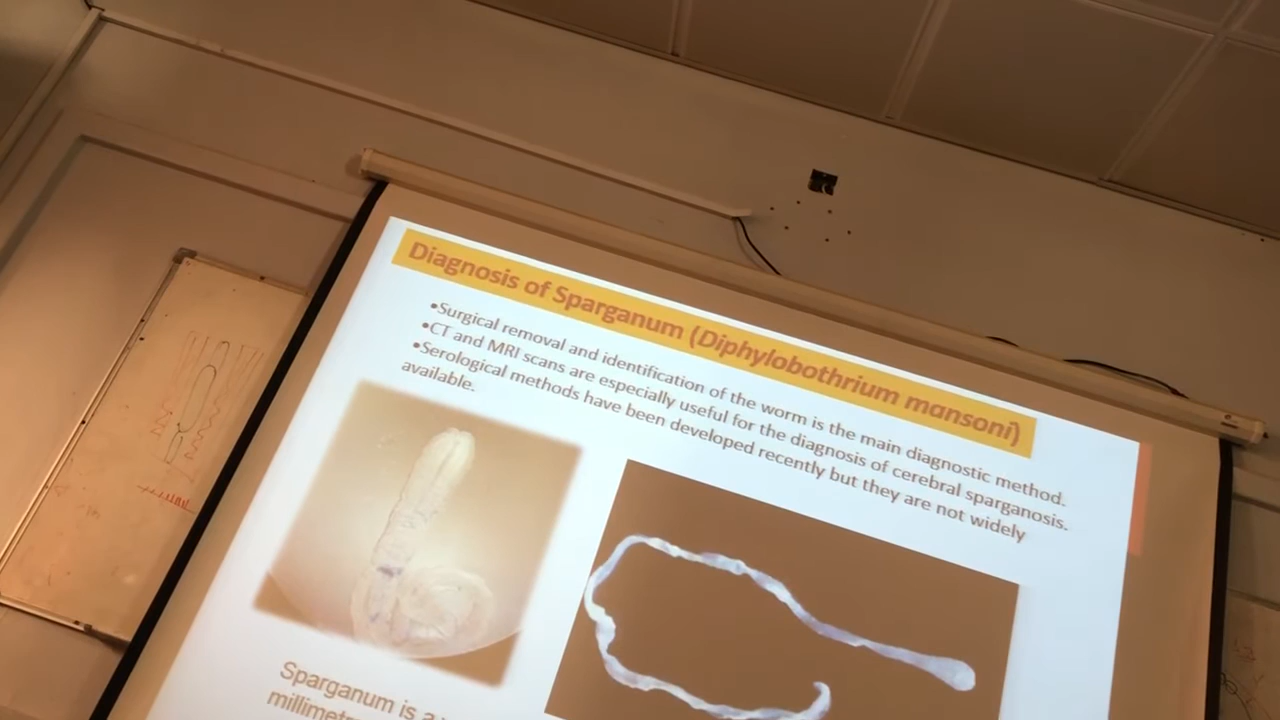 Diagnosis of Sparganum (Diphylobothrium mansoni)
•Surgical removal and identification of the worm is the main diagnostic method.
•CT and MRI scans are especially useful for the diagnosis of cerebral sparganosis.
•Serological methods have been developed recently but they are not widely
available.
Sparganum is a